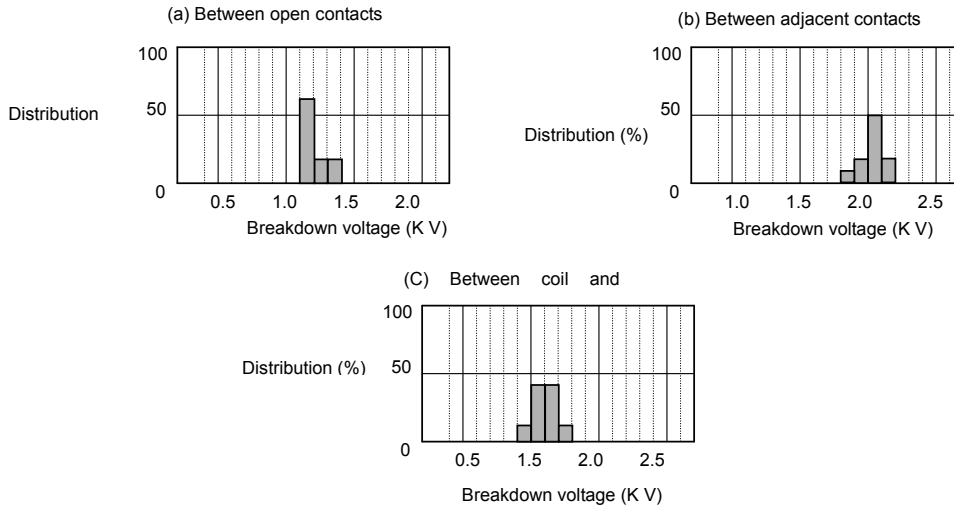 (a) Between open contacts
100
50
0
Distribution
0.5 1.0 1.5 2.0
Breakdown voltage (K V)
(b) Between adjacent contacts
100
50
0
Distribution (%)
1.0 1.5 2.0 2.5
Breakdown voltage (K V)
(C) Between coil and
100
50
0
Distribution (%)
0.5 1.5 2.0 2.5
Breakdown voltage (K V)